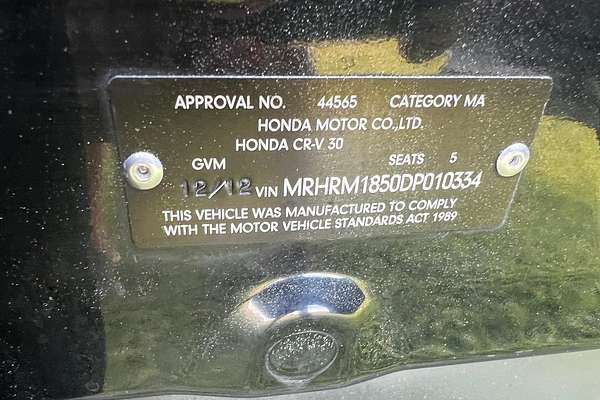 APPROVAL NO. 44565 CATEGORY MA
HONDA MOTOR CO.,LTD.
HONDA CR-V 30
GVM SEATS 5
12/12 VIN MRHRM1850DP010334
THIS VEHICLE WAS MANUFACTURED TO COMPLY
WITH THE MOTOR VEHICLE STANDARDS ACT 1989